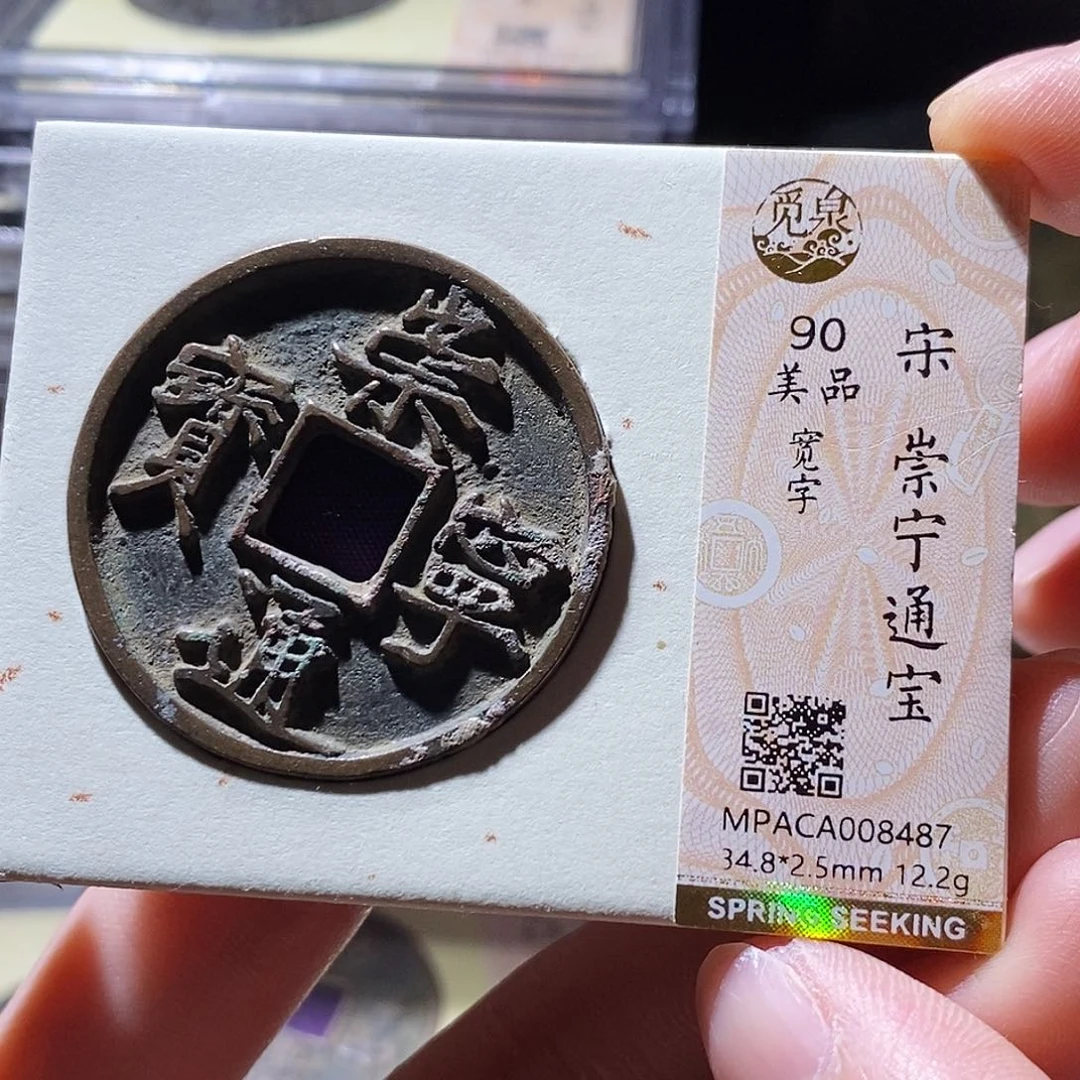 崇寧通寳
觅泉
90
美品
宽字
宋 崇宁通宝
MPACA008487
34.8*2.5mm 12.2g
SPRING SEEKING